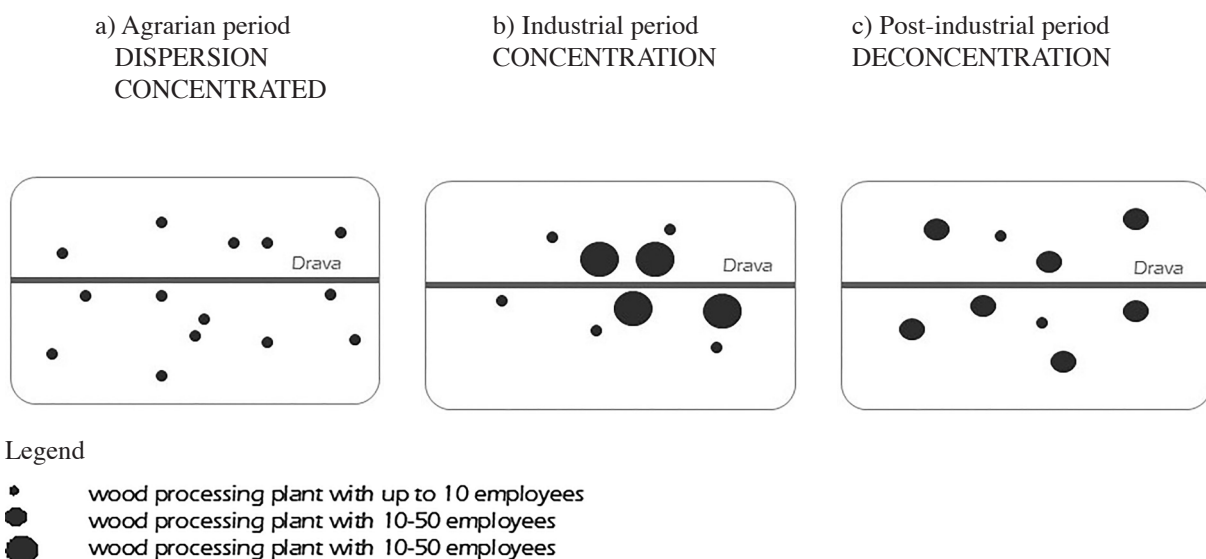 a) Agrarian period
DISPERSION
CONCENTRATED
b) Industrial period
CONCENTRATION
c) Post-industrial period
DECONCENTRATION
Drava
Drava
Drava
Legend
wood processing plant with up to 10 employees
wood processing plant with 10-50 employees
wood processing plant with 10-50 employees